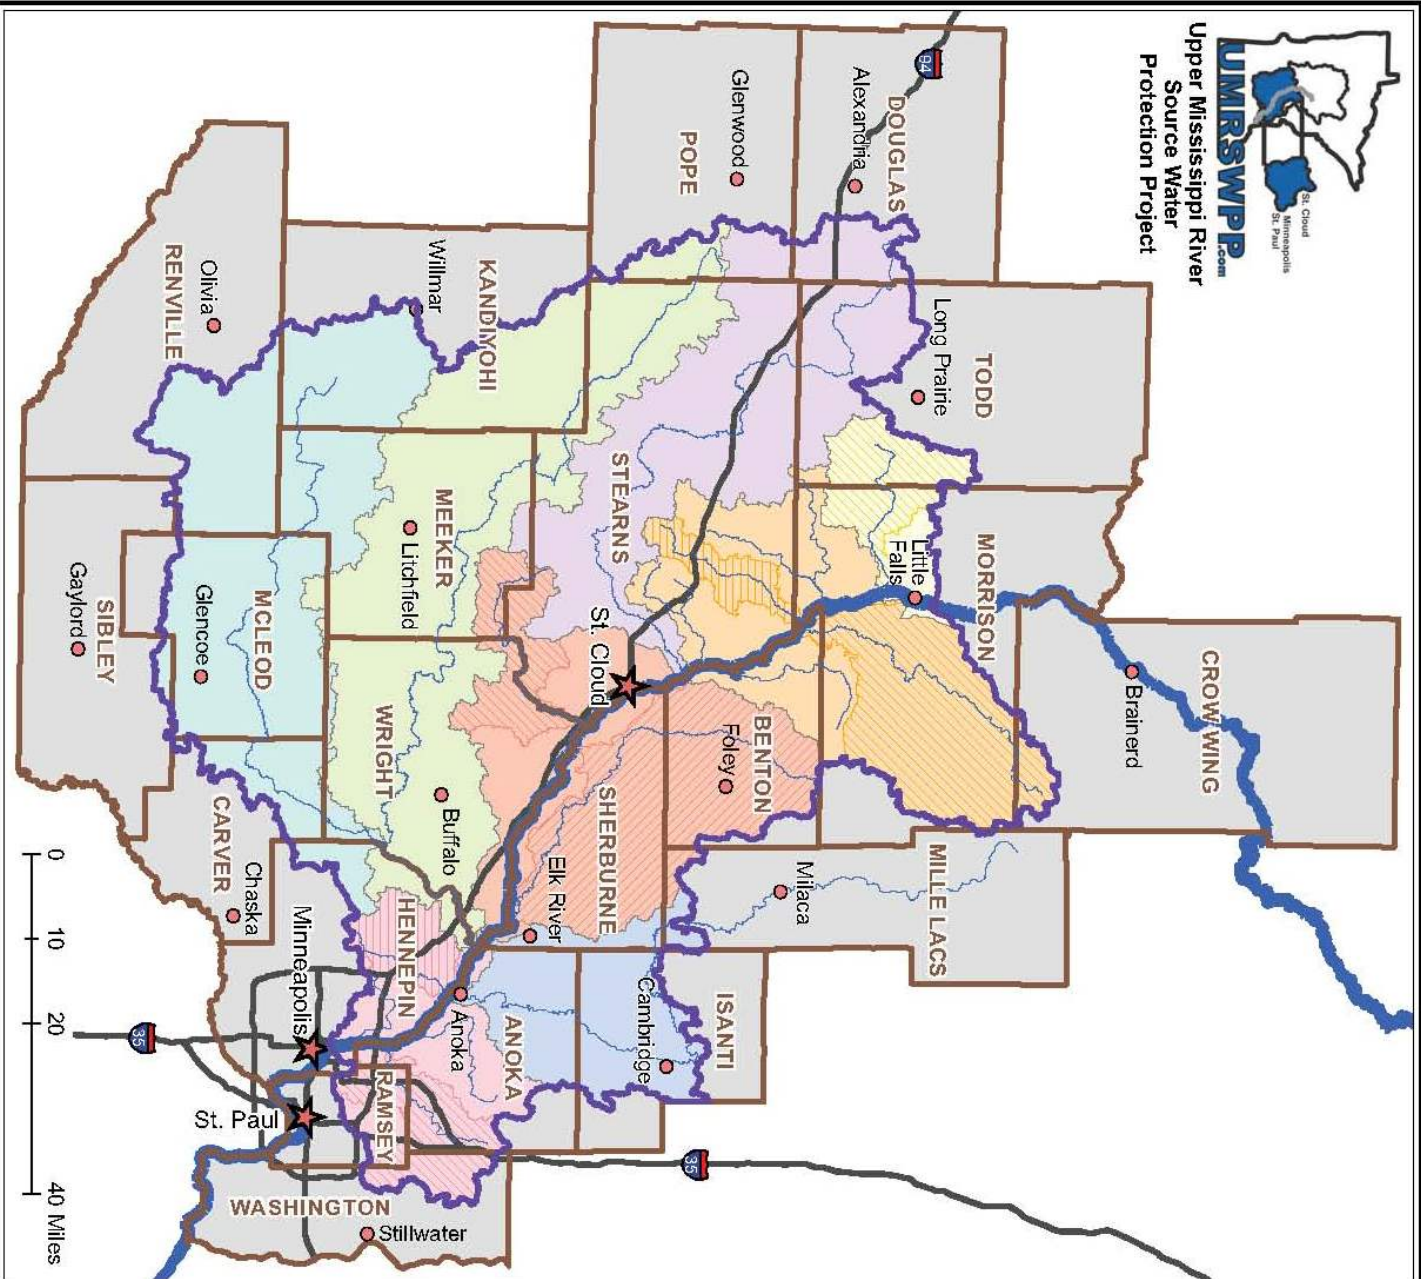 UMRSWPP.com
St. Cloud
Minneapolis
St. Paul
Upper Mississippi River
Source Water
Protection Project
94
DOUGLAS
Alexandria
Glenwood
POPE
TODD
Long Prairie
CROW WING
Brainerd
MORRISON
Little
Falls
KANDIYOHI
Willmar
RENVILLE
Olivia
STEARNS
St. Cloud
MEEKER
Litchfield
BENTON
Foley
MILLE LACS
Milaca
SHERBURNE
Elk River
WRIGHT
Buffalo
MCLEOD
Glencoe
SIBLEY
Gaylord
CARVER
Chaska
HENNEPIN
Minneapolis
ISANTI
Cambridge
ANOKA
Anoka
RAMSEY
St. Paul
WASHINGTON
Stillwater
35
35
0
10
20
40 Miles